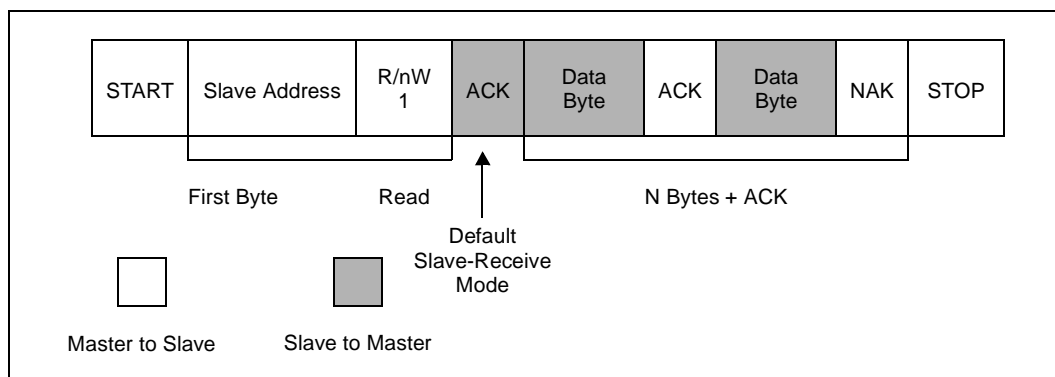 START Slave Address R/nW 1 ACK Data Byte ACK Data Byte NAK STOP
First Byte Read N Bytes + ACK
Default
Slave-Receive
Mode
Master to Slave Slave to Master